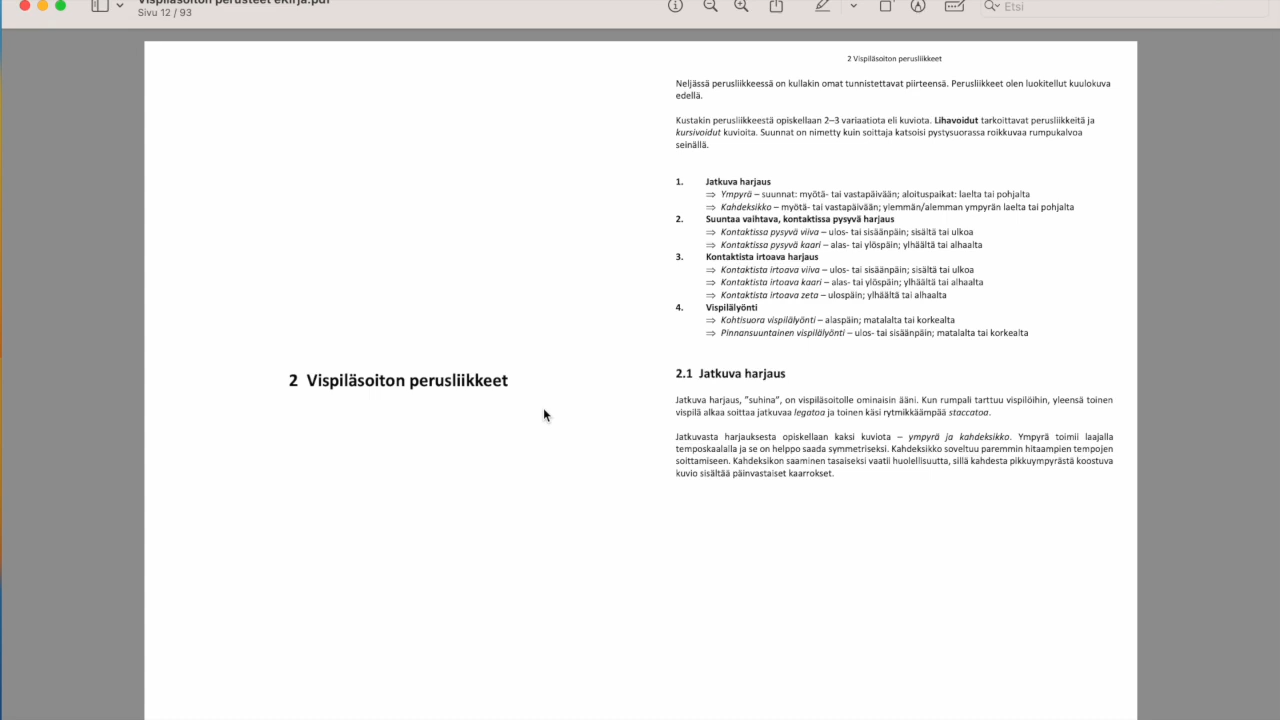 Vispiläsoiton perusteet eKirja.pdf
Sivu 12 / 93
Etsi
2 Vispiläsoiton perusliikkeet
2 Vispiläsoiton perusliikkeet
Neljässä perusliikkeessä on kullakin omat tunnistettavat piirteensä. Perusliikkeet olen luokitellut kuulokuva
edellä.
Kustakin perusliikkeestä opiskellaan 2–3 variaatiota eli kuviota. Lihavoidut tarkoittavat perusliikkeitä ja
kursivoidut kuvioita. Suunnat on nimetty kuin soittaja katsoisi pystysuorassa roikkuvaa rumpukalvoa
seinällä.
1. Jatkuva harjaus
⇒ Ympyrä – suunnat: myötä- tai vastapäivään; aloituspaikat: laelta tai pohjalta
⇒ Kahdeksikko – myötä- tai vastapäivään; ylemmän/alemman ympyrän laelta tai pohjalta
2. Suuntaa vaihtava, kontaktissa pysyvä harjaus
⇒ Kontaktissa pysyvä viiva – ulos- tai sisäänpäin; sisältä tai ulkoa
⇒ Kontaktissa pysyvä kaari – alas- tai ylöspäin; ylhäältä tai alhaalta
3. Kontaktista irtoava harjaus
⇒ Kontaktista irtoava viiva – ulos- tai sisäänpäin; sisältä tai ulkoa
⇒ Kontaktista irtoava kaari – alas- tai ylöspäin; ylhäältä tai alhaalta
⇒ Kontaktista irtoava zeta – ulospäin; ylhäältä tai alhaalta
4. Vispilälyönti
⇒ Kohtisuora vispilälyönti – alaspäin; matalalta tai korkealta
⇒ Pinnansuuntainen vispilälyönti – ulos- tai sisäänpäin; matalalta tai korkealta
2.1 Jatkuva harjaus
Jatkuva harjaus, ”suhina”, on vispiläsoitolle ominaisin ääni. Kun rumpali tarttuu vispilöihin, yleensä toinen
vispilä alkaa soittaa jatkuvaa legatoa ja toinen käsi rytmikkäämpää staccatoa.
Jatkuvasta harjauksesta opiskellaan kaksi kuviota – ympyrä ja kahdeksikko. Ympyrä toimii laajalla
temposkaalalla ja se on helppo saada symmetriseksi. Kahdeksikko soveltuu paremmin hitaampien tempojen
soittamiseen. Kahdeksikon saaminen tasaiseksi vaatii huolellisuutta, sillä kahdesta pikkuympyrästä koostuva
kuvio sisältää päinvastaiset kaarrokset.